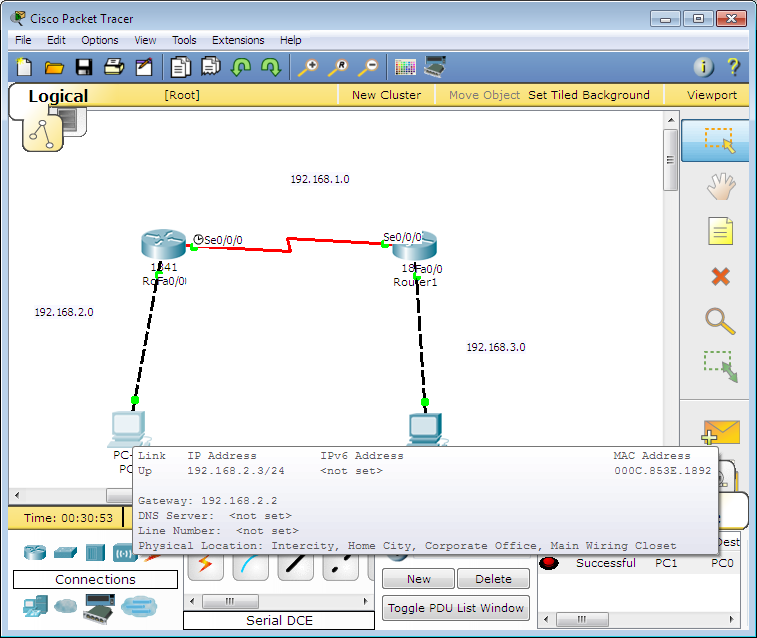 Cisco Packet Tracer
File Edit Options View Tools Extensions Help
Logical [Root] New Cluster Move Object Set Tiled Background Viewport
192.168.1.0
Se0/0/0 Se0/0/0
1841 Fa0/0
Fa0/0 Router1
192.168.2.0
192.168.3.0
Link IP Address IPv6 Address MAC Address
Up 192.168.2.3/24 <not set> 000C.853E.1892
Gateway: 192.168.2.2
DNS Server: <not set>
Line Number: <not set>
Physical Location: Intercity, Home City, Corporate Office, Main Wiring Closet
Time: 00:30:53
Connections
Serial DCE
New Delete
Toggle PDU List Window
Successful PC1 PC0